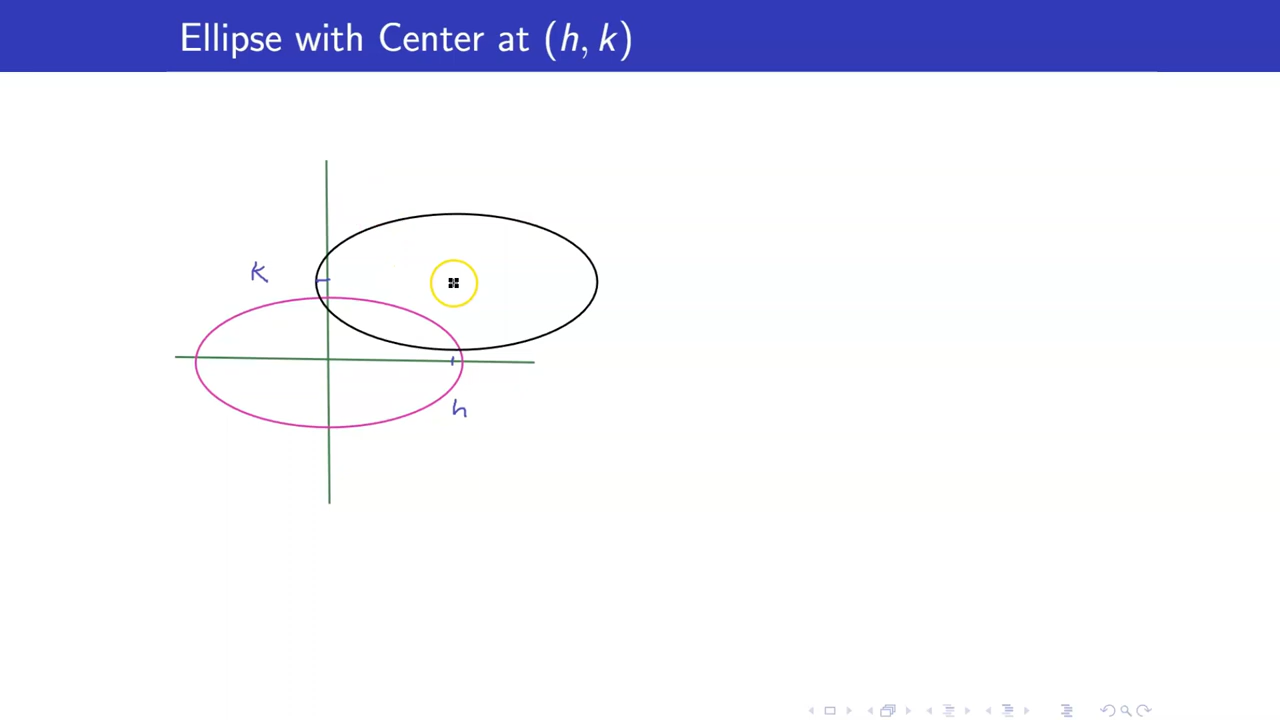 Ellipse with Center at (h, k)
K
h